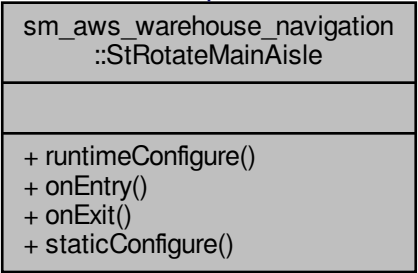 sm_aws_warehouse_navigation
::StRotateMainAisle
+ runtimeConfigure()
+ onEntry()
+ onExit()
+ staticConfigure()